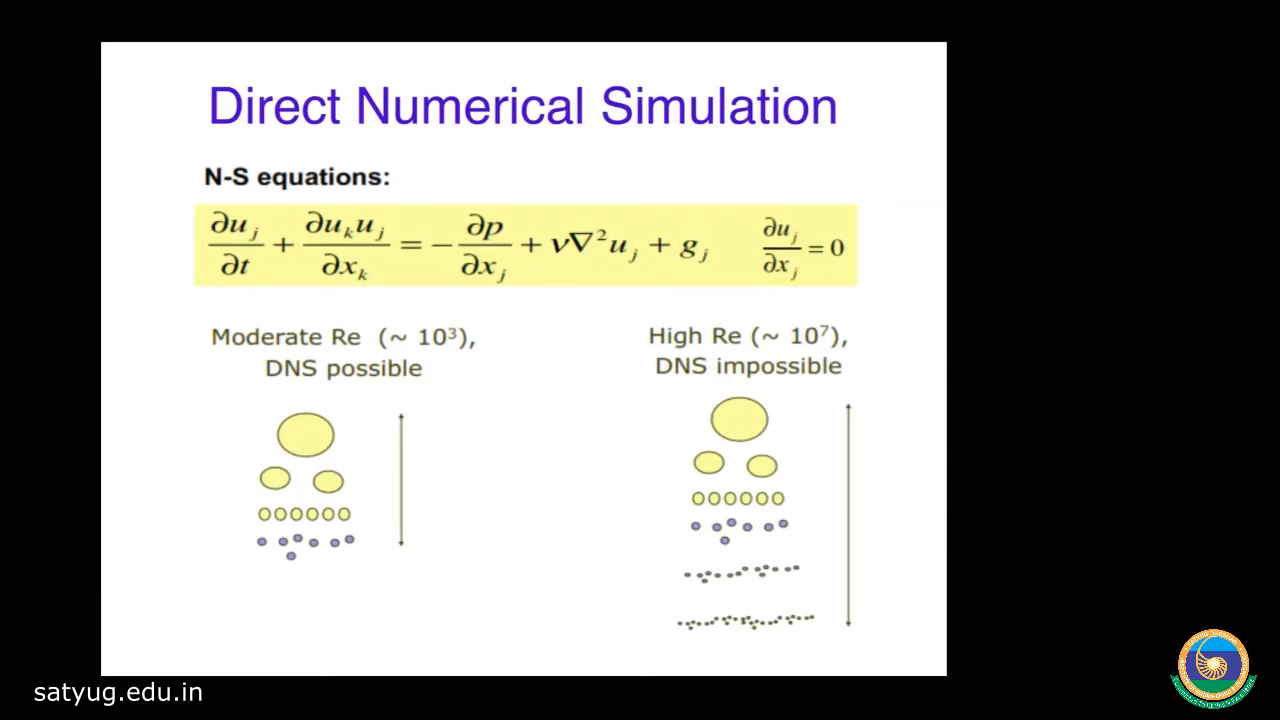 Direct Numerical Simulation
N-S equations:
∂u_j/∂t + ∂u_k u_j/∂x_k = − ∂p/∂x_j + ν∇²u_j + g_j    ∂u_j/∂x_j = 0
Moderate Re (~ 10³),
DNS possible
High Re (~ 10⁷),
DNS impossible
satyug.edu.in